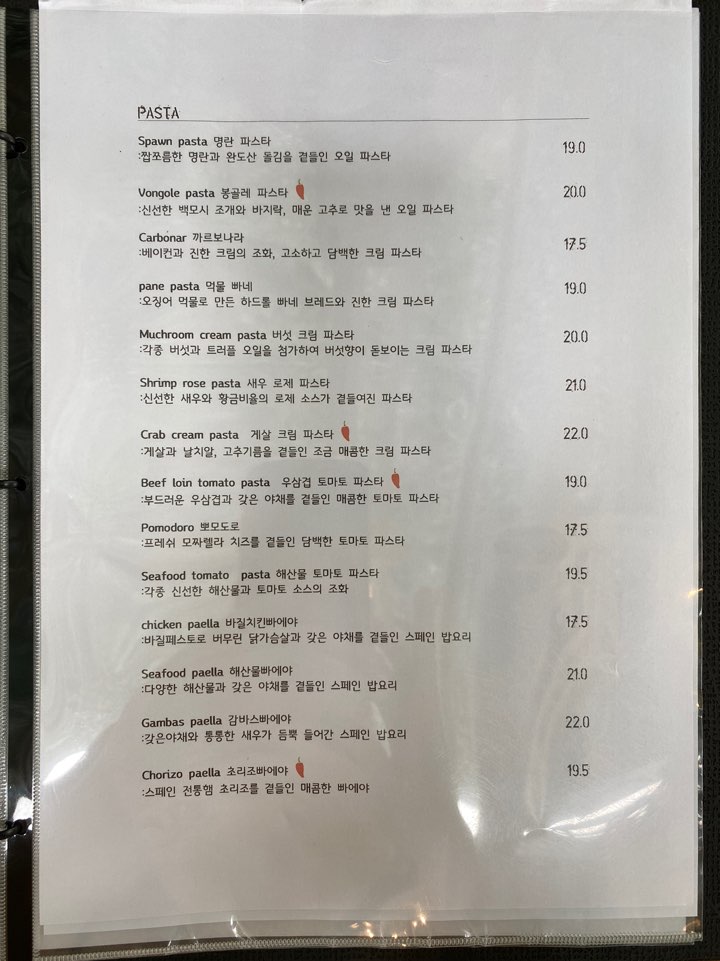 PASTA
Spawn pasta 명란 파스타 19.0
:짭쪼름한 명란과 완도산 돌김을 곁들인 오일 파스타
Vongole pasta 봉골레 파스타 20.0
:신선한 백모시 조개와 바지락, 매운 고추로 맛을 낸 오일 파스타
Carbonar 까르보나라 17.5
:베이컨과 진한 크림의 조화, 고소하고 담백한 크림 파스타
pane pasta 먹물 빠네 19.0
:오징어 먹물로 만든 하드롤 빠네 브레드와 진한 크림 파스타
Muchroom cream pasta 버섯 크림 파스타 20.0
:각종 버섯과 트러플 오일을 첨가하여 버섯향이 돋보이는 크림 파스타
Shrimp rose pasta 새우 로제 파스타 21.0
:신선한 새우와 황금비율의 로제 소스가 곁들여진 파스타
Crab cream pasta 게살 크림 파스타 22.0
:게살과 날치알, 고추기름을 곁들인 조금 매콤한 크림 파스타
Beef loin tomato pasta 우삼겹 토마토 파스타 19.0
:부드러운 우삼겹과 갖은 야채를 곁들인 매콤한 토마토 파스타
Pomodoro 뽀모도로 17.5
:프레쉬 모짜렐라 치즈를 곁들인 담백한 토마토 파스타
Seafood tomato pasta 해산물 토마토 파스타 19.5
:각종 신선한 해산물과 토마토 소스의 조화
chicken paella 바질치킨빠에야 17.5
:바질페스토로 버무린 닭가슴살과 갖은 야채를 곁들인 스페인 밥요리
Seafood paella 해산물빠에야 21.0
:다양한 해산물과 갖은 야채를 곁들인 스페인 밥요리
Gambas paella 감바스빠에야 22.0
:갖은야채와 통통한 새우가 듬뿍 들어간 스페인 밥요리
Chorizo paella 초리조빠에야 19.5
:스페인 전통햄 초리조를 곁들인 매콤한 빠에야